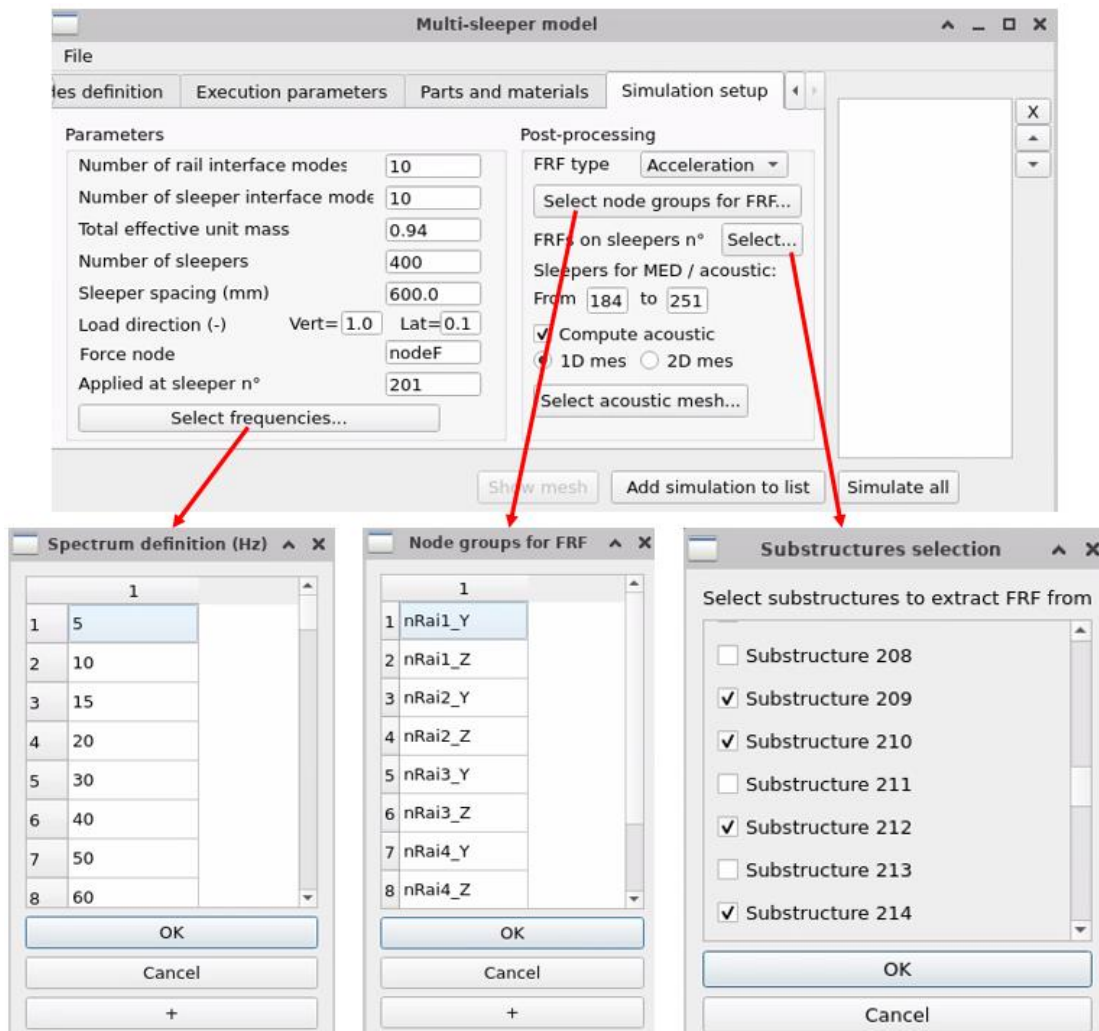 Multi-sleeper model
File
des definition Execution parameters Parts and materials Simulation setup
X
Parameters
Number of rail interface modes 10
Number of sleeper interface mode 10
Total effective unit mass 0.94
Number of sleepers 400
Sleeper spacing (mm) 600.0
Load direction (-) Vert= 1.0 Lat= 0.1
Force node nodeF
Applied at sleeper n° 201
Select frequencies...
Post-processing
FRF type Acceleration
Select node groups for FRF...
FRFs on sleepers n° Select...
Sleepers for MED / acoustic:
From 184 to 251
Compute acoustic
1D mes 2D mes
Select acoustic mesh...
Show mesh Add simulation to list Simulate all
Spectrum definition (Hz)
1
1 5
2 10
3 15
4 20
5 30
6 40
7 50
8 60
OK
Cancel
+
Node groups for FRF
1
1 nRai1_Y
2 nRai1_Z
3 nRai2_Y
4 nRai2_Z
5 nRai3_Y
6 nRai3_Z
7 nRai4_Y
8 nRai4_Z
OK
Cancel
+
Substructures selection
Select substructures to extract FRF from
Substructure 208
Substructure 209
Substructure 210
Substructure 211
Substructure 212
Substructure 213
Substructure 214
OK
Cancel